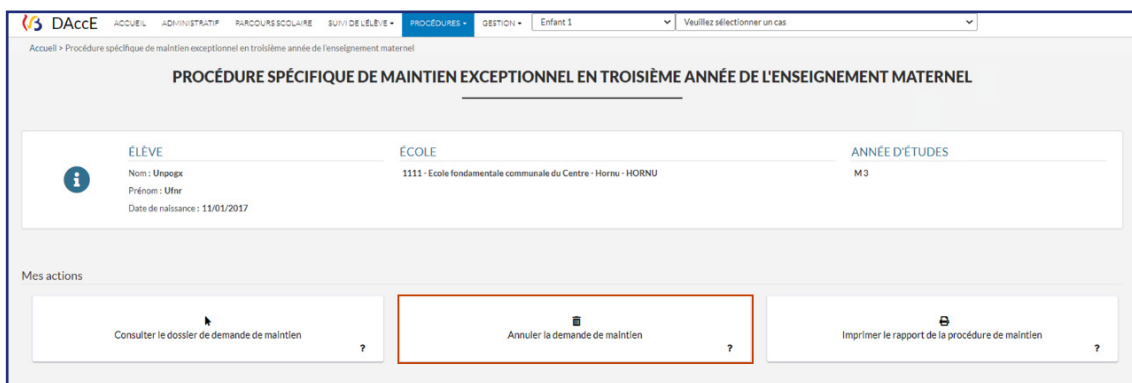 DAccE ACCUEIL ADMINISTRATIF PARCOURS SCOLAIRE SUIVI DE L'ÉLÈVE PROCÉDURES GESTION Enfant 1 Veuillez sélectionner un cas
Accueil > Procédure spécifique de maintien exceptionnel en troisième année de l'enseignement maternel
PROCÉDURE SPÉCIFIQUE DE MAINTIEN EXCEPTIONNEL EN TROISIÈME ANNÉE DE L'ENSEIGNEMENT MATERNEL
ÉLÈVE ÉCOLE ANNÉE D'ÉTUDES
Nom : Unpogx 1111 - Ecole fondamentale communale du Centre - Hornu - HORNU M3
Prénom : Ufnr
Date de naissance : 11/01/2017
Mes actions
Consulter le dossier de demande de maintien ? Annuler la demande de maintien ? Imprimer le rapport de la procédure de maintien ?